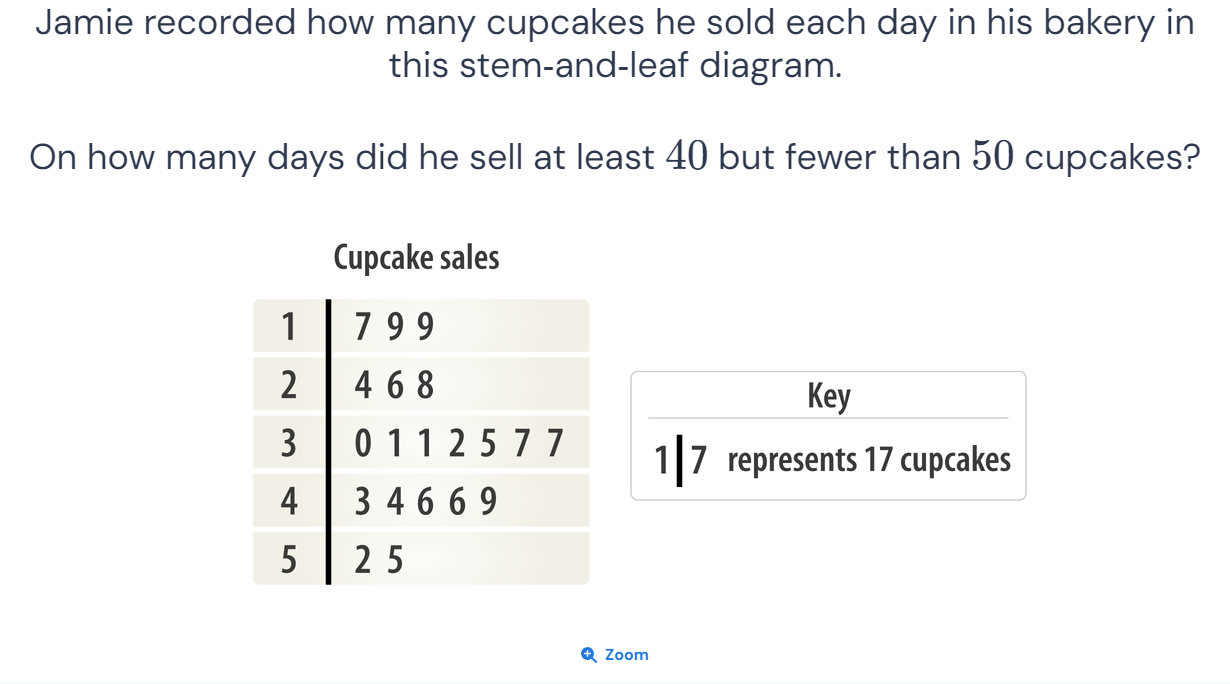 Jamie recorded how many cupcakes he sold each day in his bakery in
this stem-and-leaf diagram.
On how many days did he sell at least 40 but fewer than 50 cupcakes?
Cupcake sales
1 | 7 9 9
2 | 4 6 8
3 | 0 1 1 2 5 7 7
4 | 3 4 6 6 9
5 | 2 5
Key
1 | 7 represents 17 cupcakes
Zoom